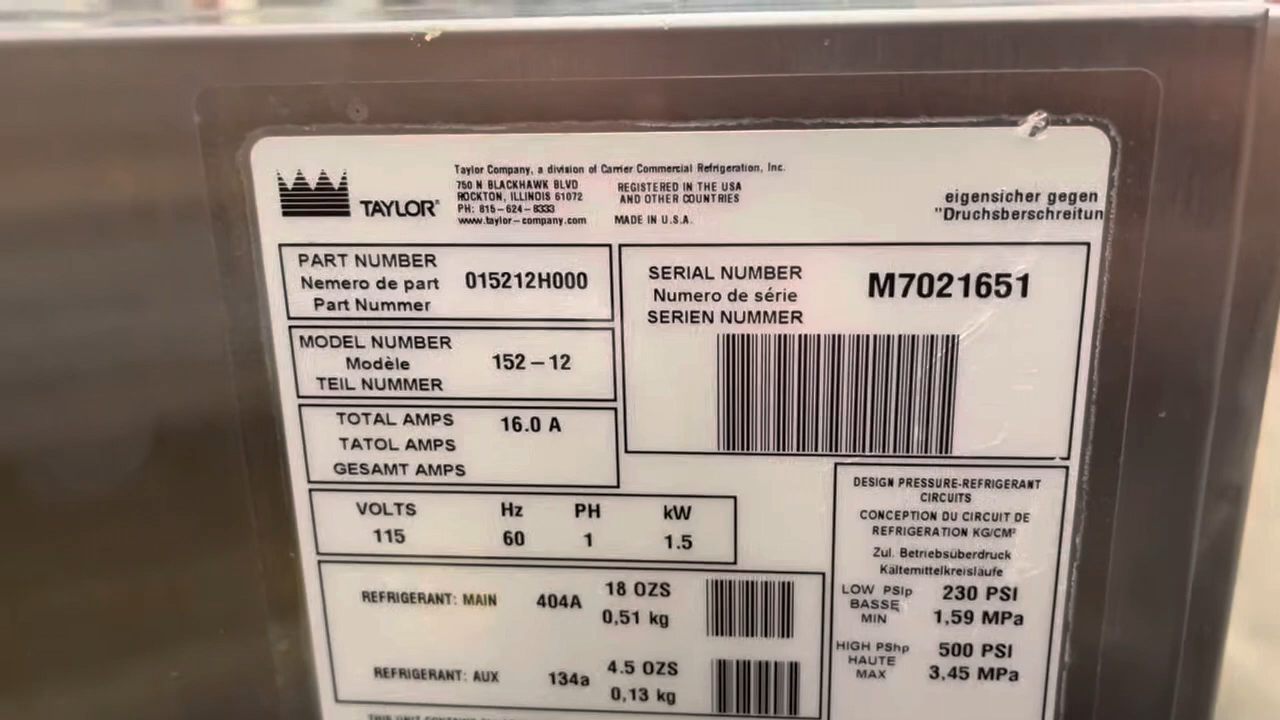 TAYLOR®
Taylor Company, a division of Carrier Commercial Refrigeration, Inc.
750 N BLACKHAWK BLVD
ROCKTON, ILLINOIS 61072
PH: 815-624-8333
www.taylor-company.com
REGISTERED IN THE USA
AND OTHER COUNTRIES
MADE IN U.S.A.
eigensicher gegen
"Druchsberschreitun
PART NUMBER
Nemero de part
Part Nummer
015212H000
SERIAL NUMBER
Numero de série
SERIEN NUMMER
M7021651
MODEL NUMBER
Modèle
TEIL NUMMER
152-12
TOTAL AMPS
TATOL AMPS
GESAMT AMPS
16.0 A
VOLTS Hz PH kW
115 60 1 1.5
REFRIGERANT: MAIN 404A
18 OZS
0,51 kg
REFRIGERANT: AUX 134a
4.5 OZS
0,13 kg
DESIGN PRESSURE-REFRIGERANT
CIRCUITS
CONCEPTION DU CIRCUIT DE
REFRIGERATION KG/CM²
Zul. Betriebsüberdruck
Kältemittelkreisläufe
LOW PSIp
BASSE
MIN
230 PSI
1,59 MPa
HIGH PShp
HAUTE
MAX
500 PSI
3,45 MPa